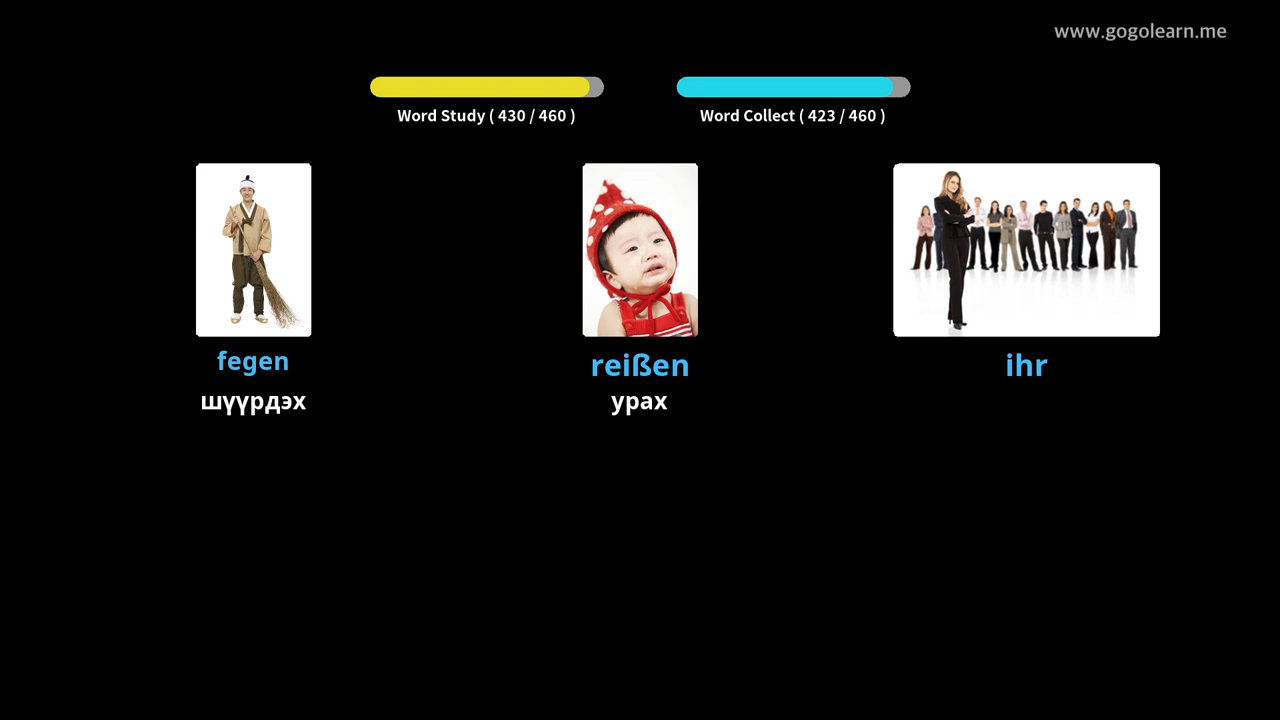 www.gogolearn.me
Word Study ( 430 / 460 )
Word Collect ( 423 / 460 )
fegen
reißen
ihr
шүүрдэх
урах